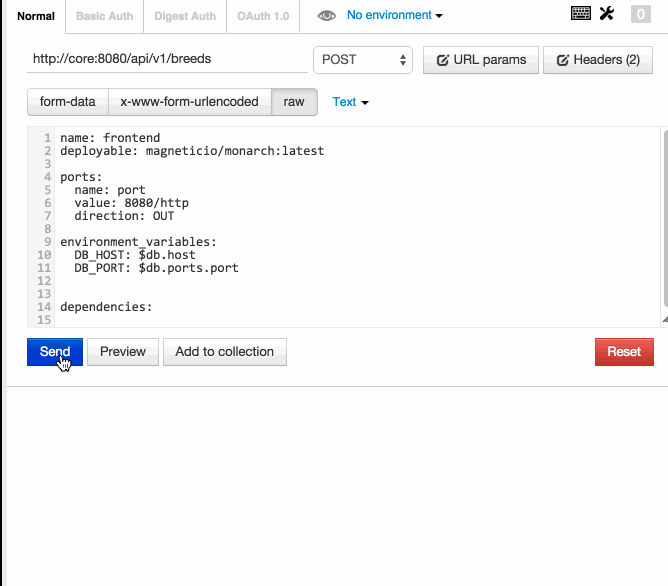 Normal Basic Auth Digest Auth OAuth 1.0 No environment 0
http://core:8080/api/v1/breeds POST URL params Headers (2)
form-data x-www-form-urlencoded raw Text
1 name: frontend
2 deployable: magneticio/monarch:latest
3
4 ports:
5 name: port
6 value: 8080/http
7 direction: OUT
8
9 environment_variables:
10 DB_HOST: $db.host
11 DB_PORT: $db.ports.port
12
13
14 dependencies:
15
Send Preview Add to collection Reset